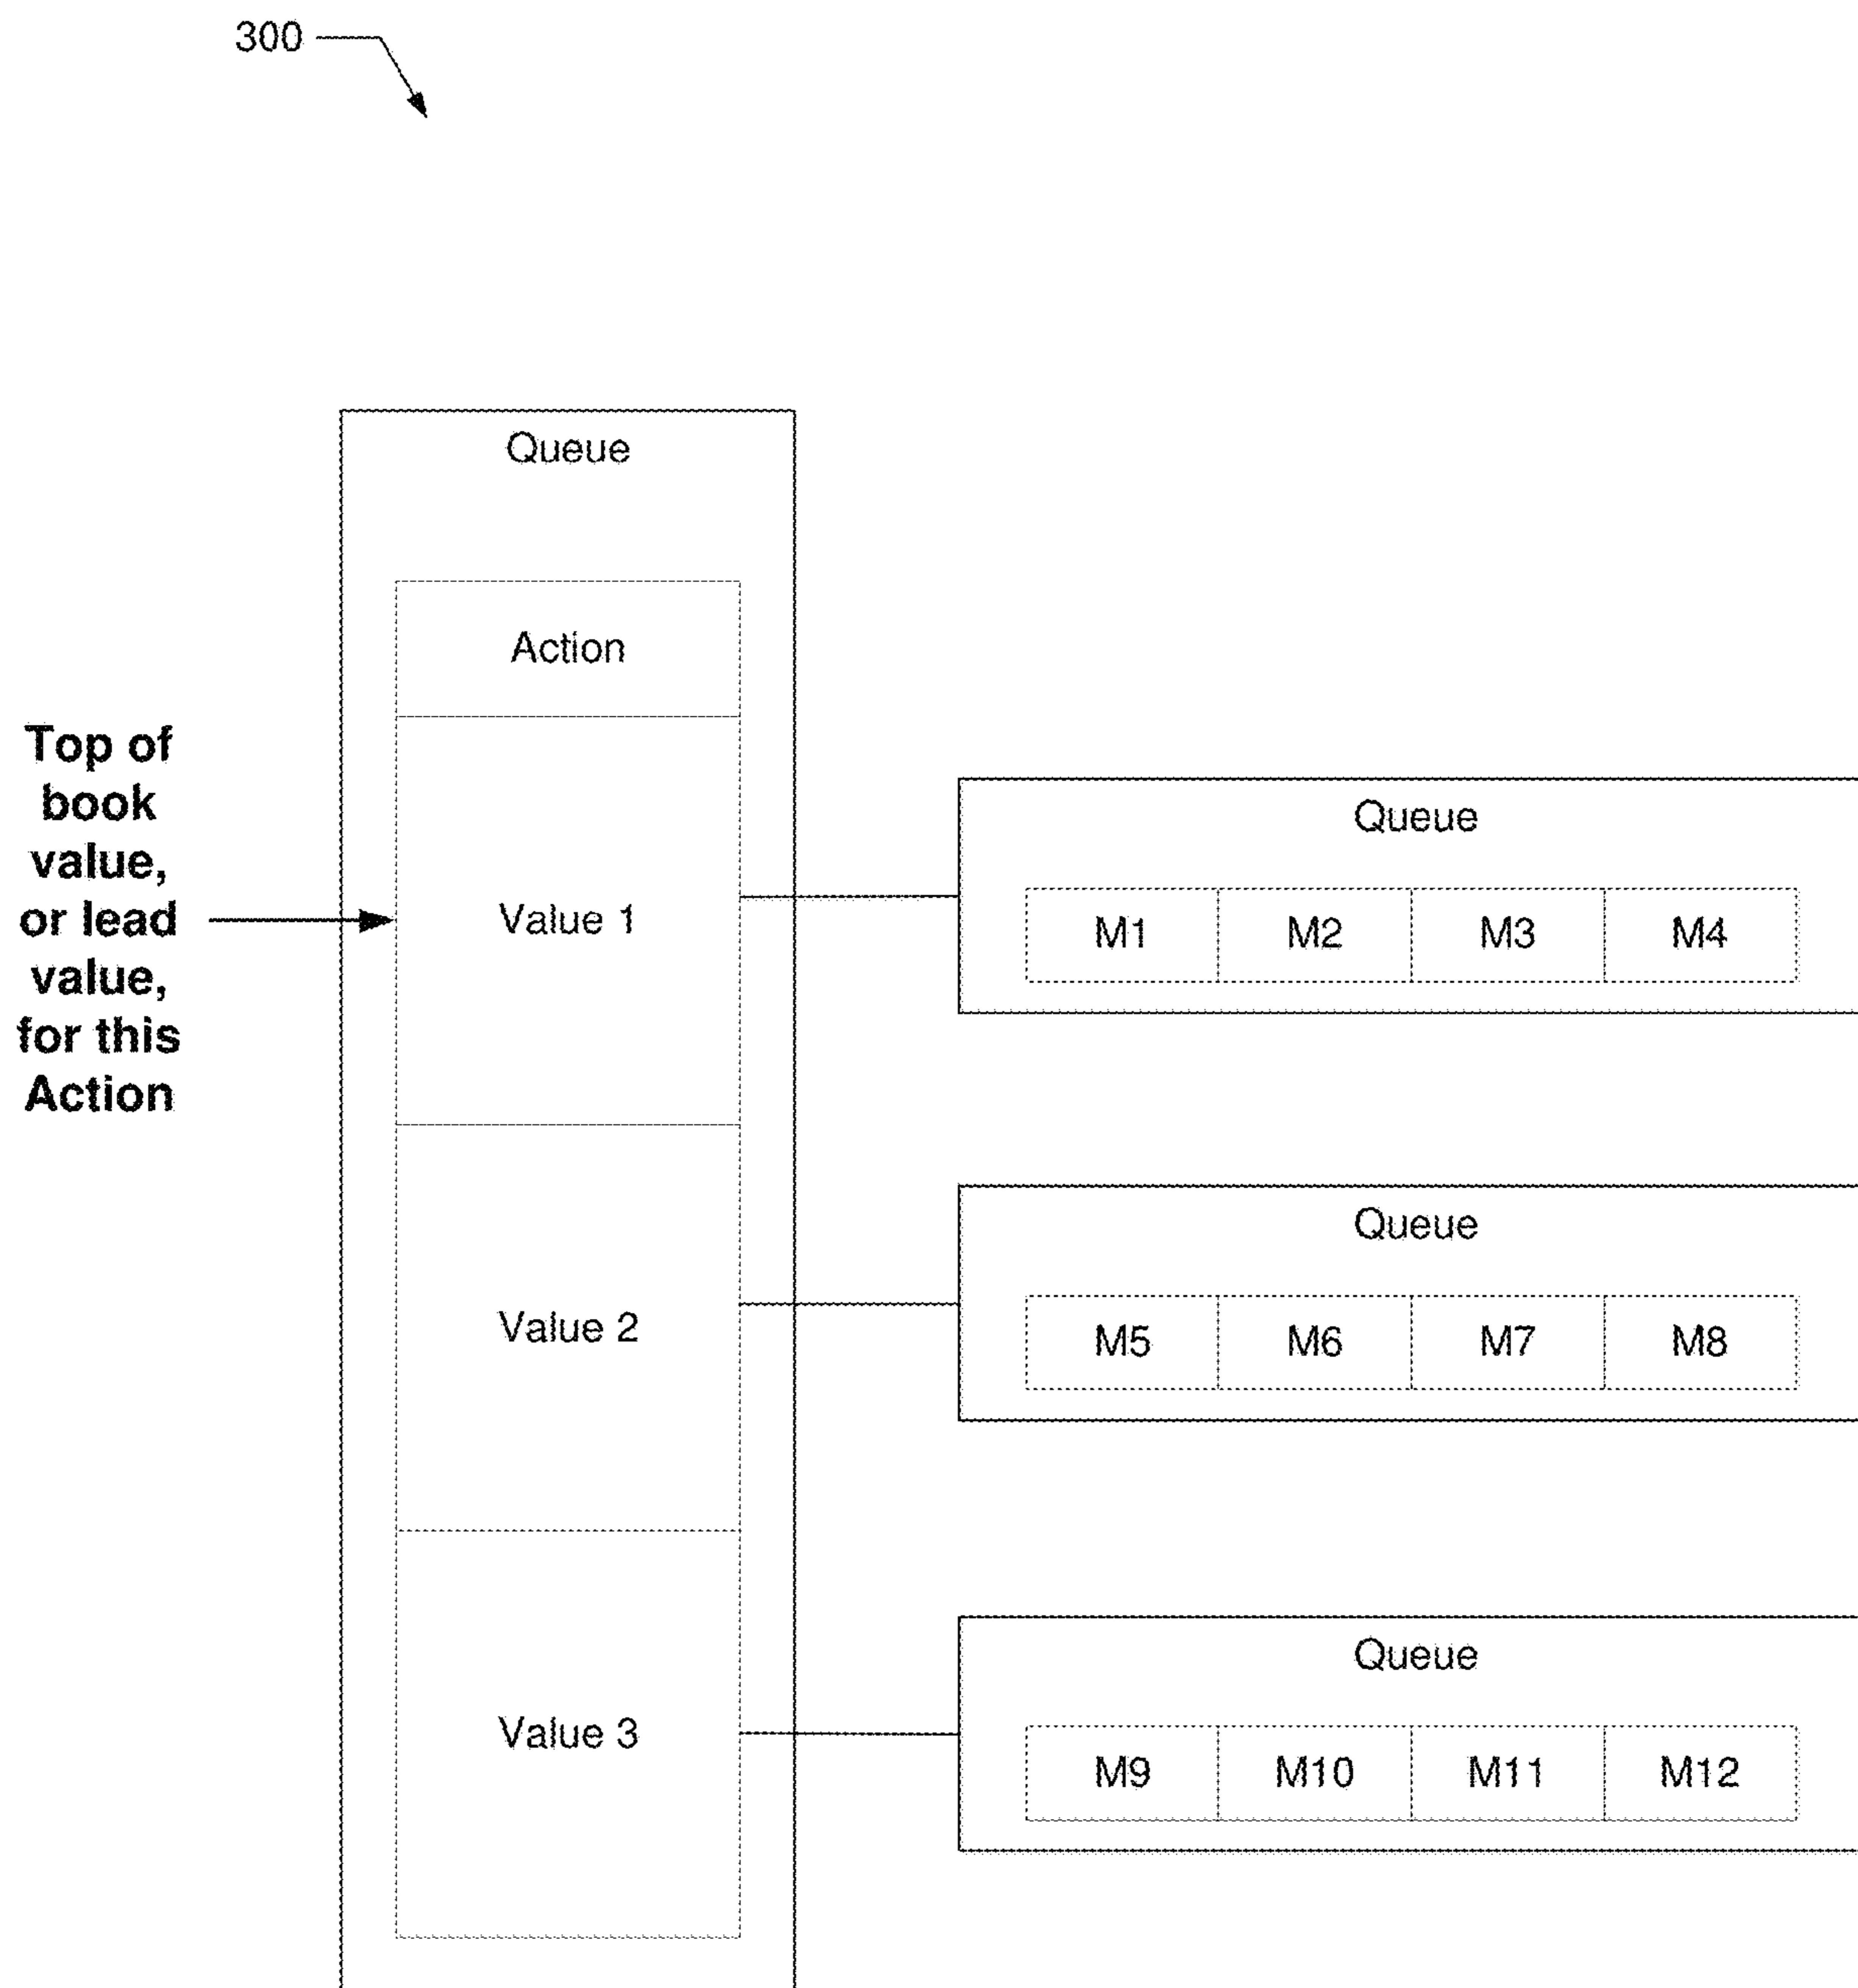 300
Queue
Action
Top of
book
value,
or lead
value,
for this
Action
Value 1
Queue
M1 M2 M3 M4
Value 2
Queue
M5 M6 M7 M8
Value 3
Queue
M9 M10 M11 M12